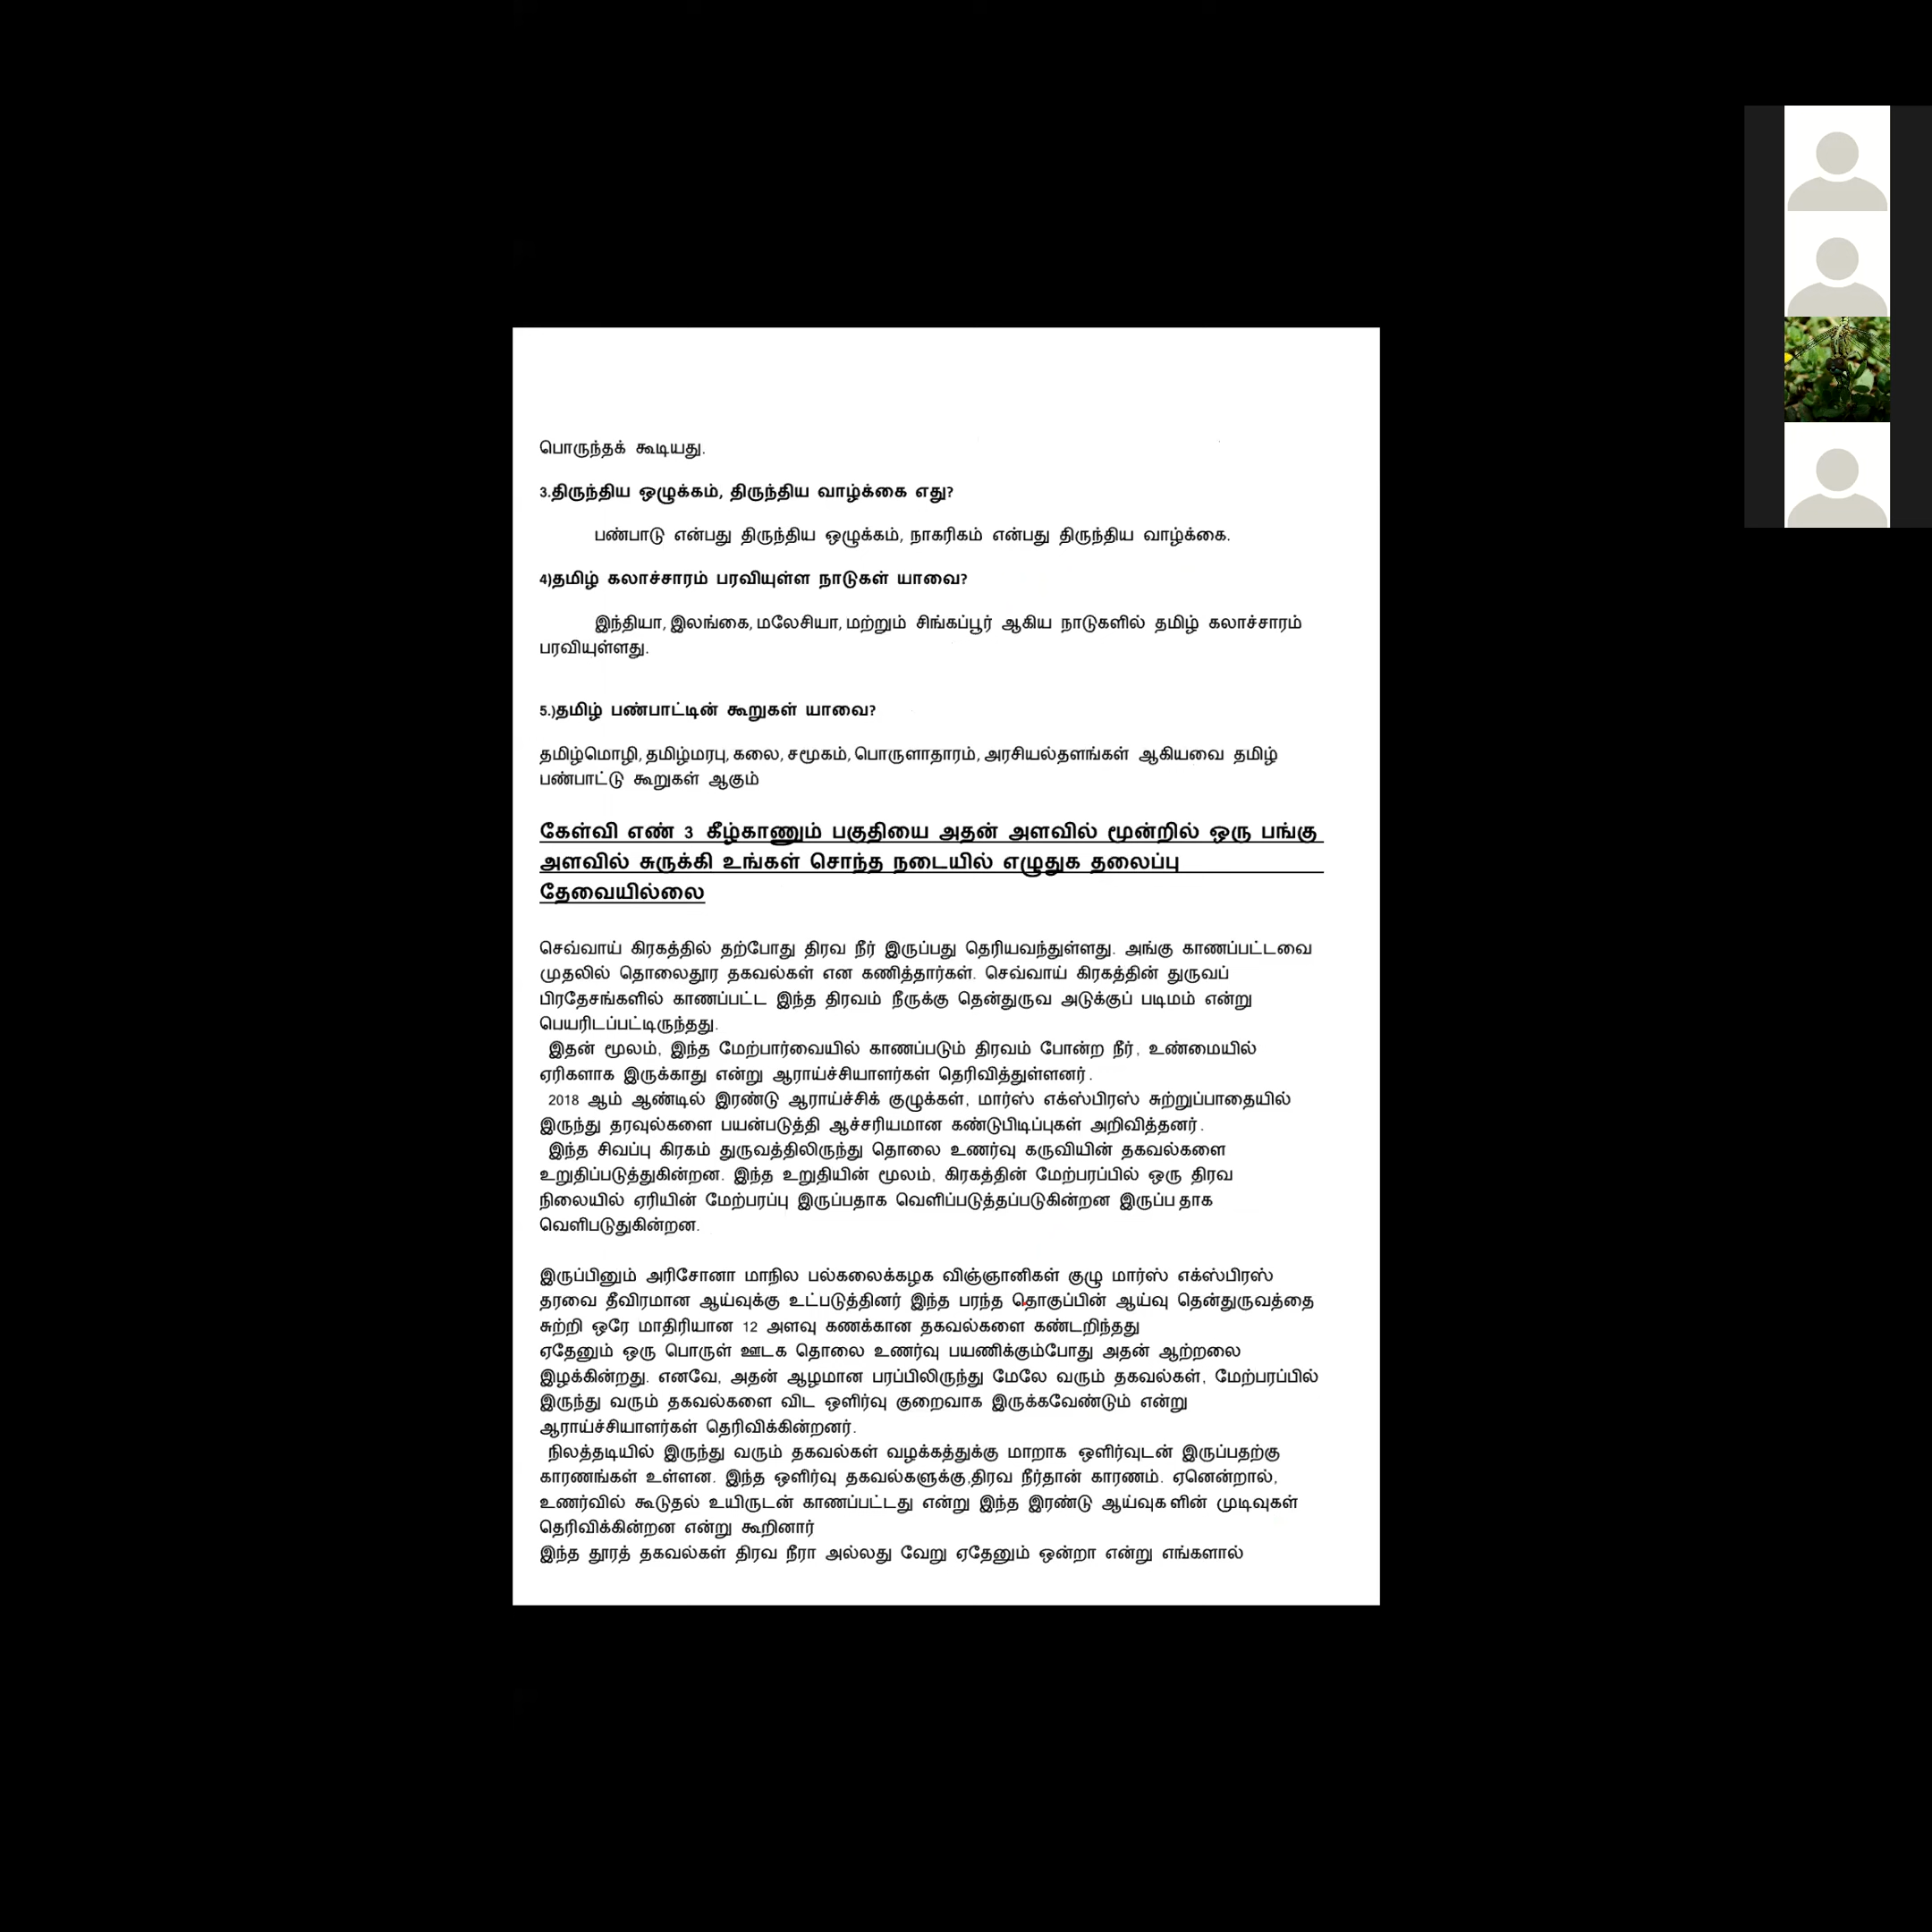 பொருந்தக் கூடியது.
3.திருந்திய ஒழுக்கம், திருந்திய வாழ்க்கை எது?
பண்பாடு என்பது திருந்திய ஒழுக்கம், நாகரிகம் என்பது திருந்திய வாழ்க்கை.
4)தமிழ் கலாச்சாரம் பரவியுள்ள நாடுகள் யாவை?
இந்தியா, இலங்கை, மலேசியா, மற்றும் சிங்கப்பூர் ஆகிய நாடுகளில் தமிழ் கலாச்சாரம்
பரவியுள்ளது.
5.)தமிழ் பண்பாட்டின் கூறுகள் யாவை?
தமிழ்மொழி, தமிழ்மரபு, கலை, சமூகம், பொருளாதாரம், அரசியல்தளங்கள் ஆகியவை தமிழ்
பண்பாட்டு கூறுகள் ஆகும்
கேள்வி எண் 3 கீழ்காணும் பகுதியை அதன் அளவில் மூன்றில் ஒரு பங்கு
அளவில் சுருக்கி உங்கள் சொந்த நடையில் எழுதுக தலைப்பு
தேவையில்லை
செவ்வாய் கிரகத்தில் தற்போது திரவ நீர் இருப்பது தெரியவந்துள்ளது. அங்கு காணப்பட்டவை
முதலில் தொலைதூர தகவல்கள் என கணித்தார்கள். செவ்வாய் கிரகத்தின் துருவப்
பிரதேசங்களில் காணப்பட்ட இந்த திரவம் நீருக்கு தென்துருவ அடுக்குப் படிமம் என்று
பெயரிடப்பட்டிருந்தது.
இதன் மூலம், இந்த மேற்பார்வையில் காணப்படும் திரவம் போன்ற நீர், உண்மையில்
ஏரிகளாக இருக்காது என்று ஆராய்ச்சியாளர்கள் தெரிவித்துள்ளனர்.
2018 ஆம் ஆண்டில் இரண்டு ஆராய்ச்சிக் குழுக்கள், மார்ஸ் எக்ஸ்பிரஸ் சுற்றுப்பாதையில்
இருந்து தரவுல்களை பயன்படுத்தி ஆச்சரியமான கண்டுபிடிப்புகள் அறிவித்தனர்.
இந்த சிவப்பு கிரகம் துருவத்திலிருந்து தொலை உணர்வு கருவியின் தகவல்களை
உறுதிப்படுத்துகின்றன. இந்த உறுதியின் மூலம், கிரகத்தின் மேற்பரப்பில் ஒரு திரவ
நிலையில் ஏரியின் மேற்பரப்பு இருப்பதாக வெளிப்படுத்தப்படுகின்றன இருப்ப தாக
வெளிபடுதுகின்றன.
இருப்பினும் அரிசோனா மாநில பல்கலைக்கழக விஞ்ஞானிகள் குழு மார்ஸ் எக்ஸ்பிரஸ்
தரவை தீவிரமான ஆய்வுக்கு உட்படுத்தினர் இந்த பரந்த தொகுப்பின் ஆய்வு தென்துருவத்தை
சுற்றி ஒரே மாதிரியான 12 அளவு கணக்கான தகவல்களை கண்டறிந்தது
ஏதேனும் ஒரு பொருள் ஊடக தொலை உணர்வு பயணிக்கும்போது அதன் ஆற்றலை
இழக்கின்றது. எனவே, அதன் ஆழமான பரப்பிலிருந்து மேலே வரும் தகவல்கள், மேற்பரப்பில்
இருந்து வரும் தகவல்களை விட ஒளிர்வு குறைவாக இருக்கவேண்டும் என்று
ஆராய்ச்சியாளர்கள் தெரிவிக்கின்றனர்.
நிலத்தடியில் இருந்து வரும் தகவல்கள் வழக்கத்துக்கு மாறாக ஒளிர்வுடன் இருப்பதற்கு
காரணங்கள் உள்ளன. இந்த ஒளிர்வு தகவல்களுக்கு,திரவ நீர்தான் காரணம். ஏனென்றால்,
உணர்வில் கூடுதல் உயிருடன் காணப்பட்டது என்று இந்த இரண்டு ஆய்வுக ளின் முடிவுகள்
தெரிவிக்கின்றன என்று கூறினார்
இந்த தூரத் தகவல்கள் திரவ நீரா அல்லது வேறு ஏதேனும் ஒன்றா என்று எங்களால்